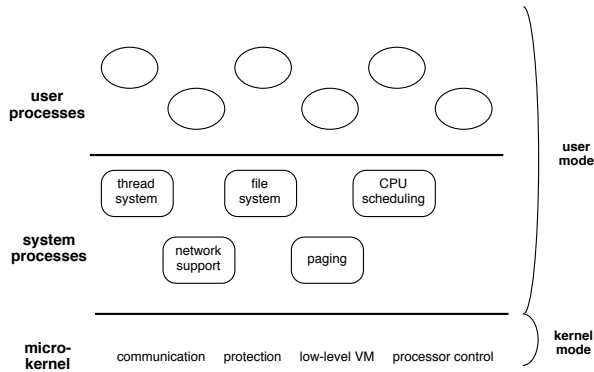 user
processes
thread
system
file
system
CPU
scheduling
user
mode
system
processes
network
support
paging
kernel
mode
micro-
kernel
communication protection low-level VM processor control